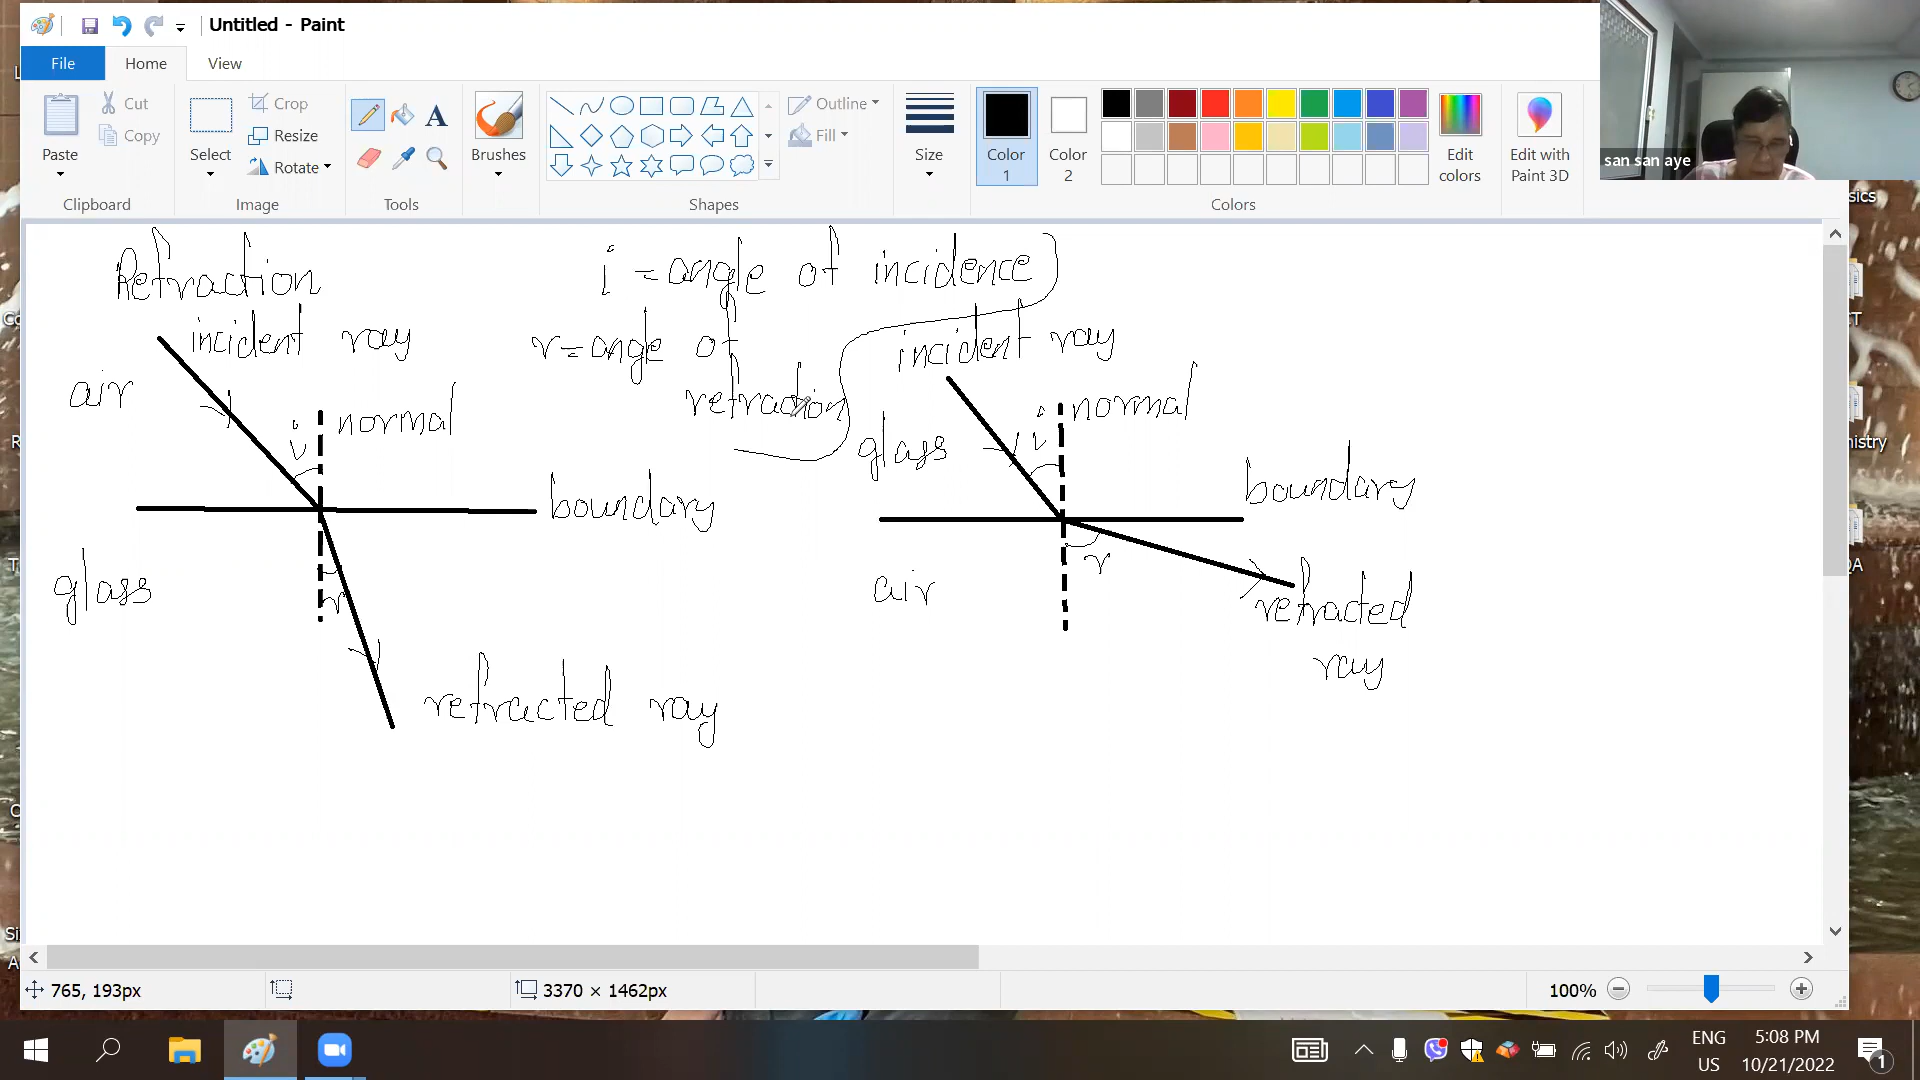 Untitled - Paint
File
Home
View
Paste
Cut
Copy
Clipboard
Select
Crop
Resize
Rotate
Image
Tools
Brushes
Shapes
Outline
Fill
Size
Color 1
Color 2
Edit colors
Edit with Paint 3D
Colors
san san aye
sics
Refraction
i = angle of incidence
r = angle of
refraction
incident ray
air
i
normal
boundary
glass
r
refracted ray
incident ray
glass
i
normal
boundary
air
r
refracted
ray
mistry
765, 193px
3370 × 1462px
100%
ENG
US
5:08 PM
10/21/2022
1